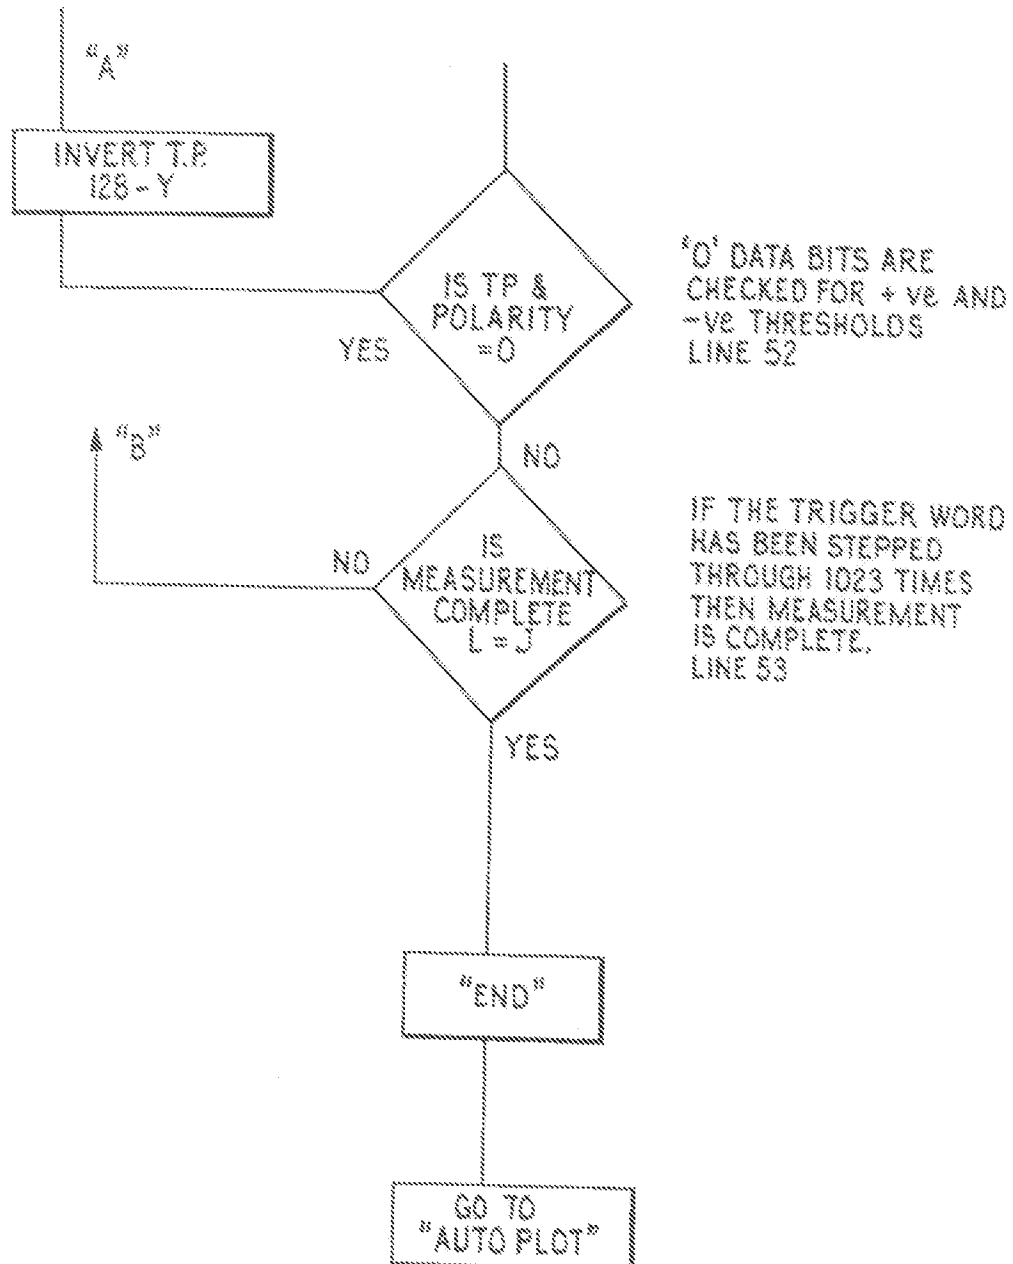 "A"
INVERT T.P.
128 - Y
IS TP &
POLARITY
=0
YES
'0' DATA BITS ARE
CHECKED FOR + ve AND
-ve THRESHOLDS
LINE 52
"B"
NO
NO
IS
MEASUREMENT
COMPLETE
L = J
IF THE TRIGGER WORD
HAS BEEN STEPPED
THROUGH 1023 TIMES
THEN MEASUREMENT
IS COMPLETE.
LINE 53
YES
"END"
GO TO
"AUTO PLOT"